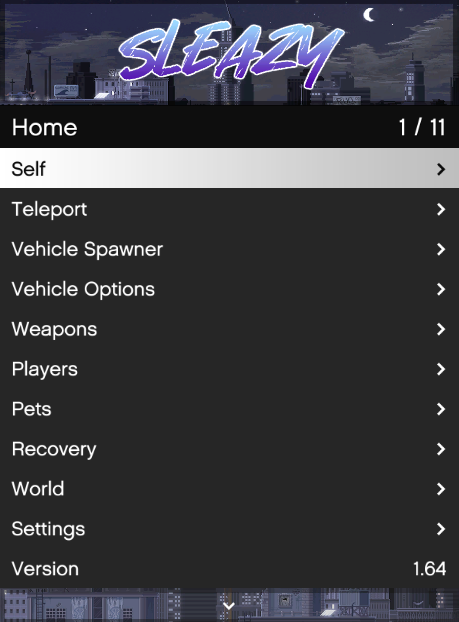 SLEAZY
Home 1 / 11
Self
Teleport
Vehicle Spawner
Vehicle Options
Weapons
Players
Pets
Recovery
World
Settings
Version 1.64